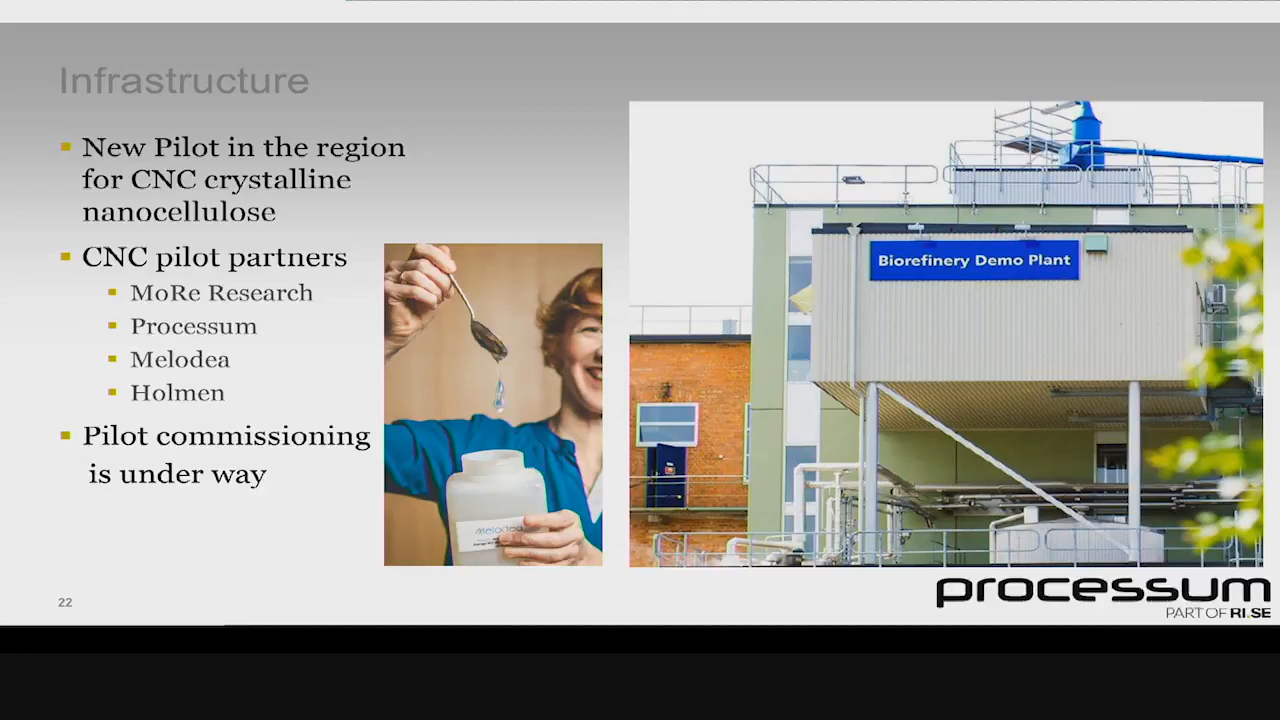 Infrastructure
New Pilot in the region
for CNC crystalline
nanocellulose
CNC pilot partners
MoRe Research
Processum
Melodea
Holmen
Pilot commissioning
is under way
melodea
Biorefinery Demo Plant
22
processum
PART OF RI.SE